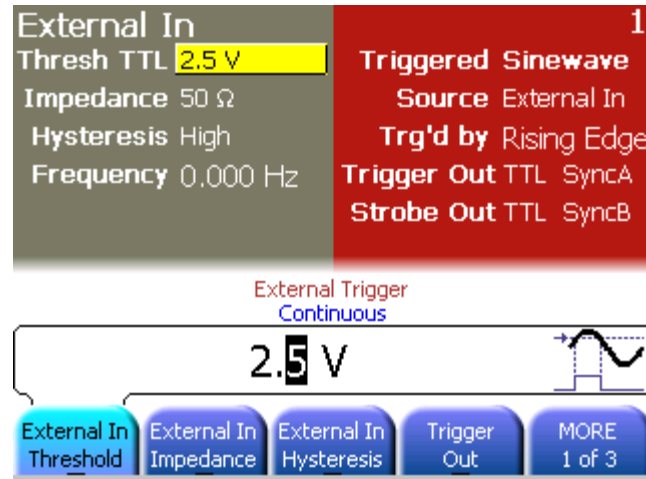 External In
Thresh TTL 2.5 V
Impedance 50 Ω
Hysteresis High
Frequency 0.000 Hz
1
Triggered Sinewave
Source External In
Trg'd by Rising Edge
Trigger Out TTL SyncA
Strobe Out TTL SyncB
External Trigger
Continuous
2.5 V
External In Threshold
External In Impedance
External In Hysteresis
Trigger Out
MORE 1 of 3